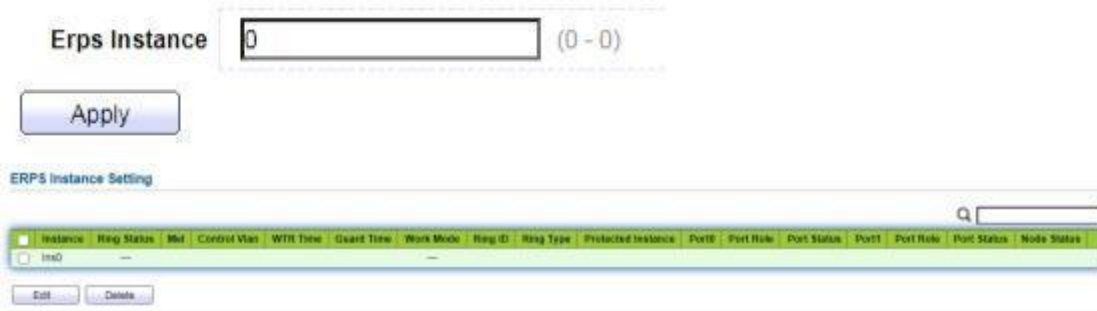 Erps Instance 0 (0 - 0)
Apply
ERPS Instance Setting
Instance Ring Status Mel Control Vlan WTR Time Guard Time Work Mode Ring ID Ring Type Protected Instance Port0 Port Role Port Status Port1 Port Role Port Status Node Status
ins0 --- ---
Edit Delete